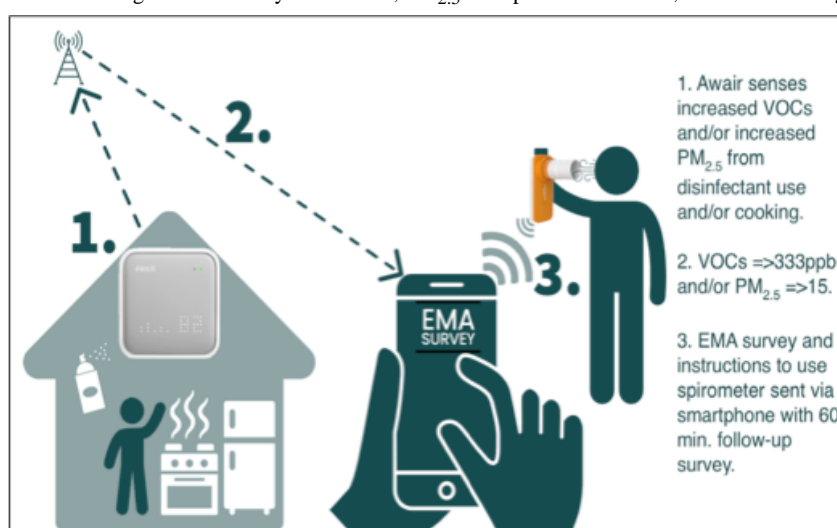 1.
2.
3.
EMA
SURVEY
1. Awair senses
increased VOCs
and/or increased
PM2.5 from
disinfectant use
and/or cooking.
2. VOCs =>333ppb
and/or PM2.5 =>15.
3. EMA survey and
instructions to use
spirometer sent via
smartphone with 60
min. follow-up
survey.